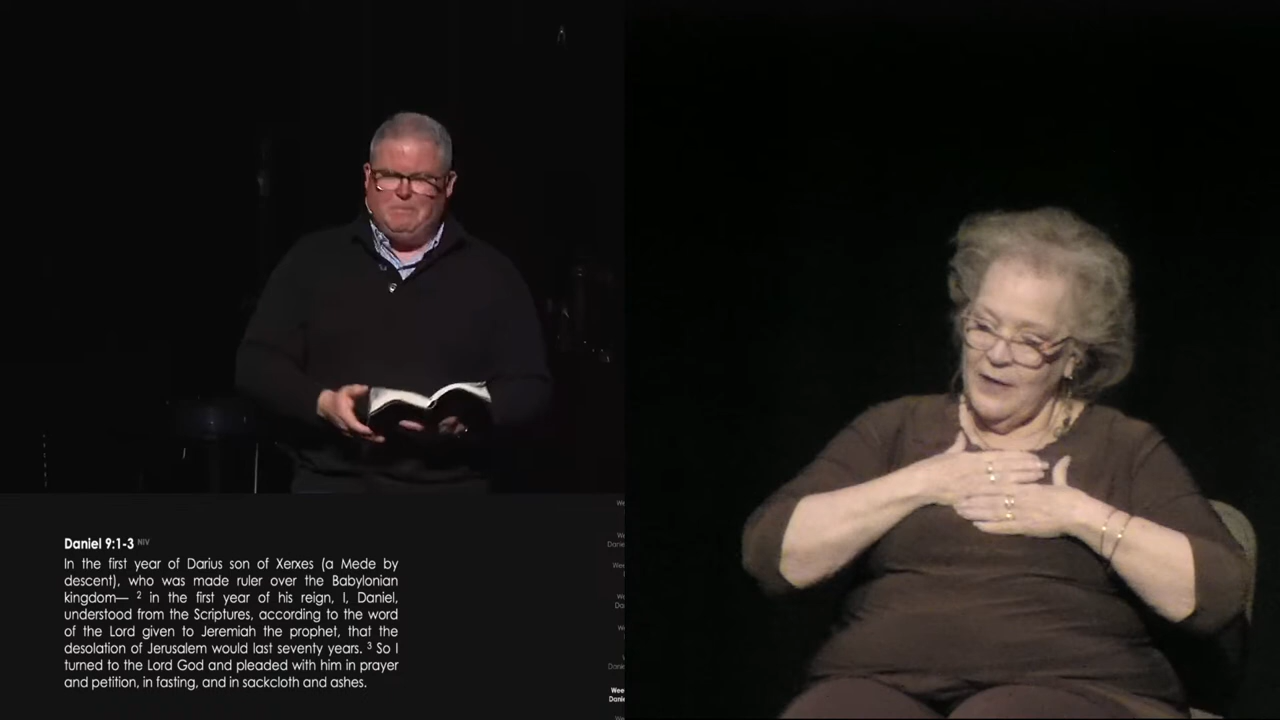 Daniel 9:1-3 NIV
In the first year of Darius son of Xerxes (a Mede by
descent), who was made ruler over the Babylonian
kingdom— 2 in the first year of his reign, I, Daniel,
understood from the Scriptures, according to the word
of the Lord given to Jeremiah the prophet, that the
desolation of Jerusalem would last seventy years. 3 So I
turned to the Lord God and pleaded with him in prayer
and petition, in fasting, and in sackcloth and ashes.